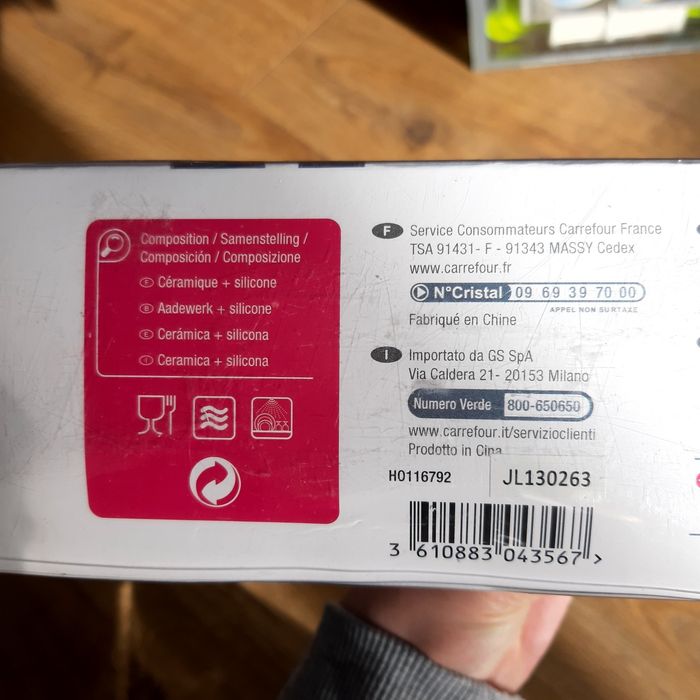 Composition / Samenstelling /
Composición / Composizione
F Céramique + silicone
B Aadewerk + silicone
E Cerámica + silicona
I Ceramica + silicona
F Service Consommateurs Carrefour France
TSA 91431- F - 91343 MASSY Cedex
www.carrefour.fr
N°Cristal 09 69 39 70 00
APPEL NON SURTAXE
Fabriqué en Chine
I Importato da GS SpA
Via Caldera 21- 20153 Milano
Numero Verde 800-650650
www.carrefour.it/servizioclienti
Prodotto in Cina
H0116792 JL130263
3 610883 043567 >